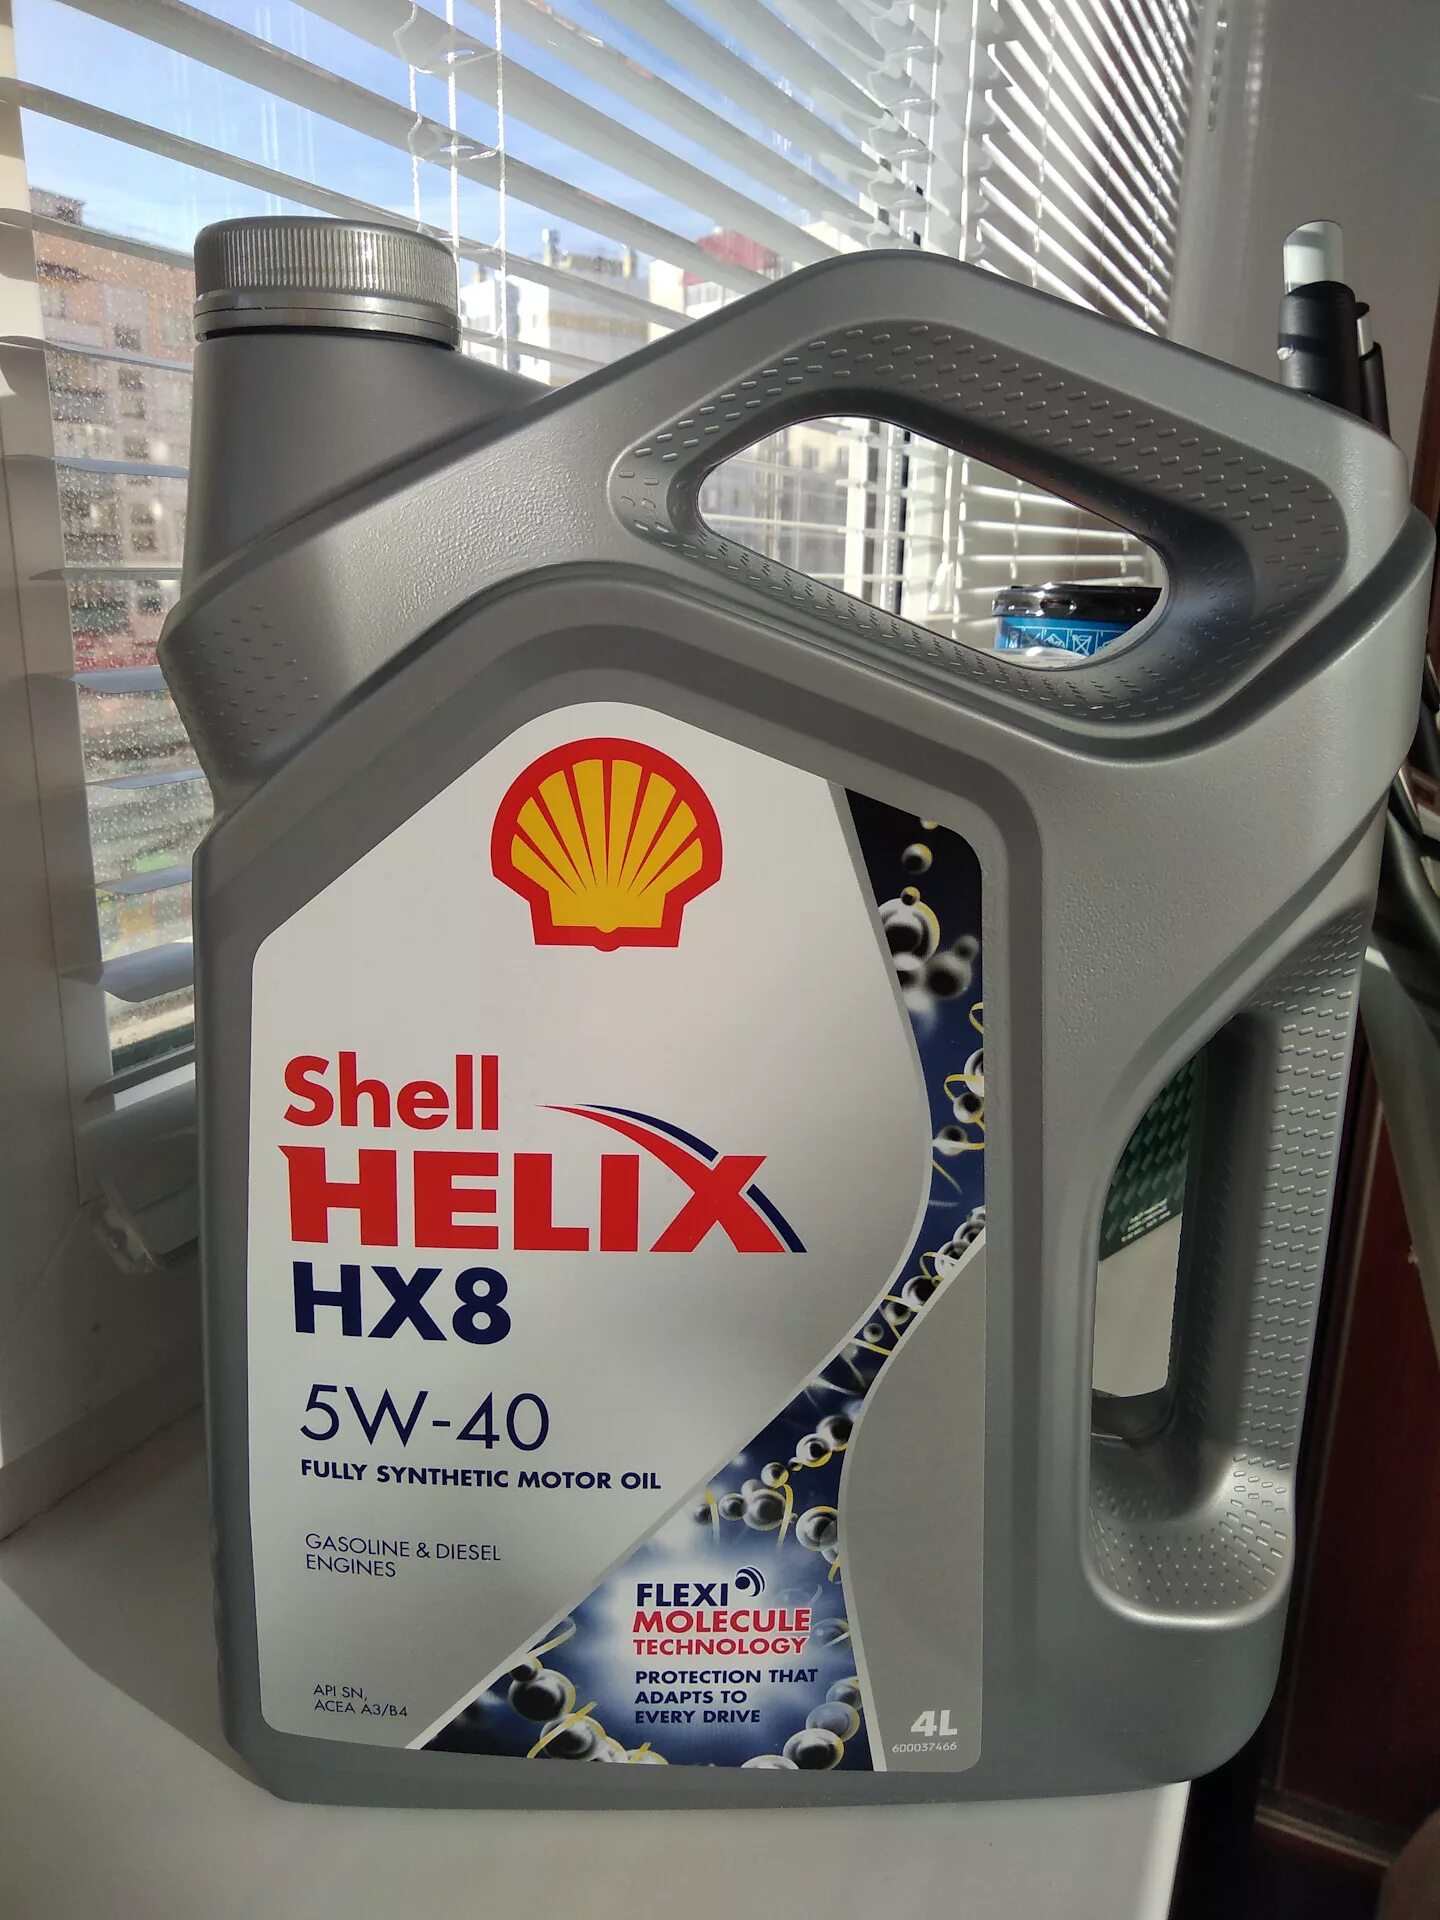 Shell
HELIX
HX8
5W-40
FULLY SYNTHETIC MOTOR OIL
GASOLINE & DIESEL
ENGINES
API SN,
ACEA A3/B4
FLEXI
MOLECULE
TECHNOLOGY
PROTECTION THAT
ADAPTS TO
EVERY DRIVE
4L
600037466